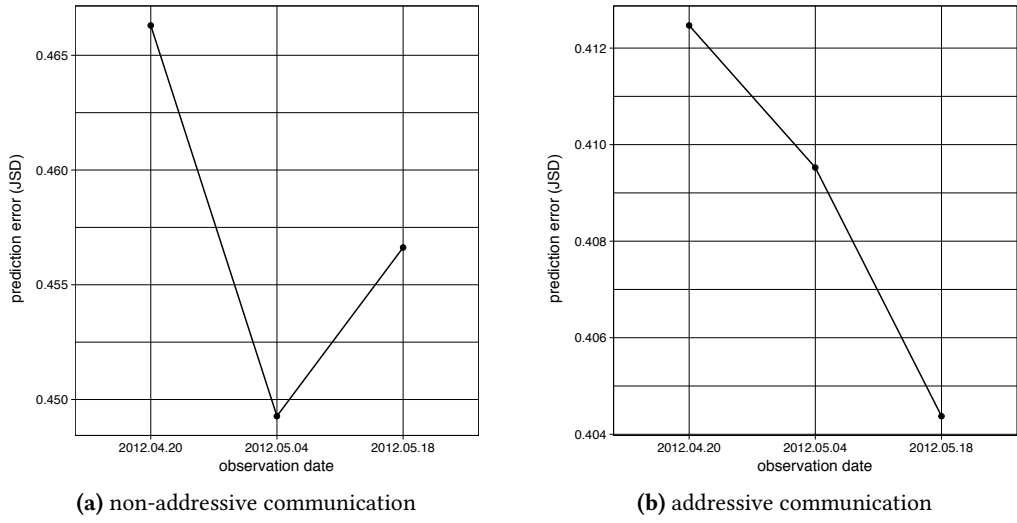 prediction error (JSD)
0.465
0.460
0.455
0.450
2012.04.20 2012.05.04 2012.05.18
observation date
(a) non-addressive communication
prediction error (JSD)
0.412
0.410
0.408
0.406
0.404
2012.04.20 2012.05.04 2012.05.18
observation date
(b) addressive communication